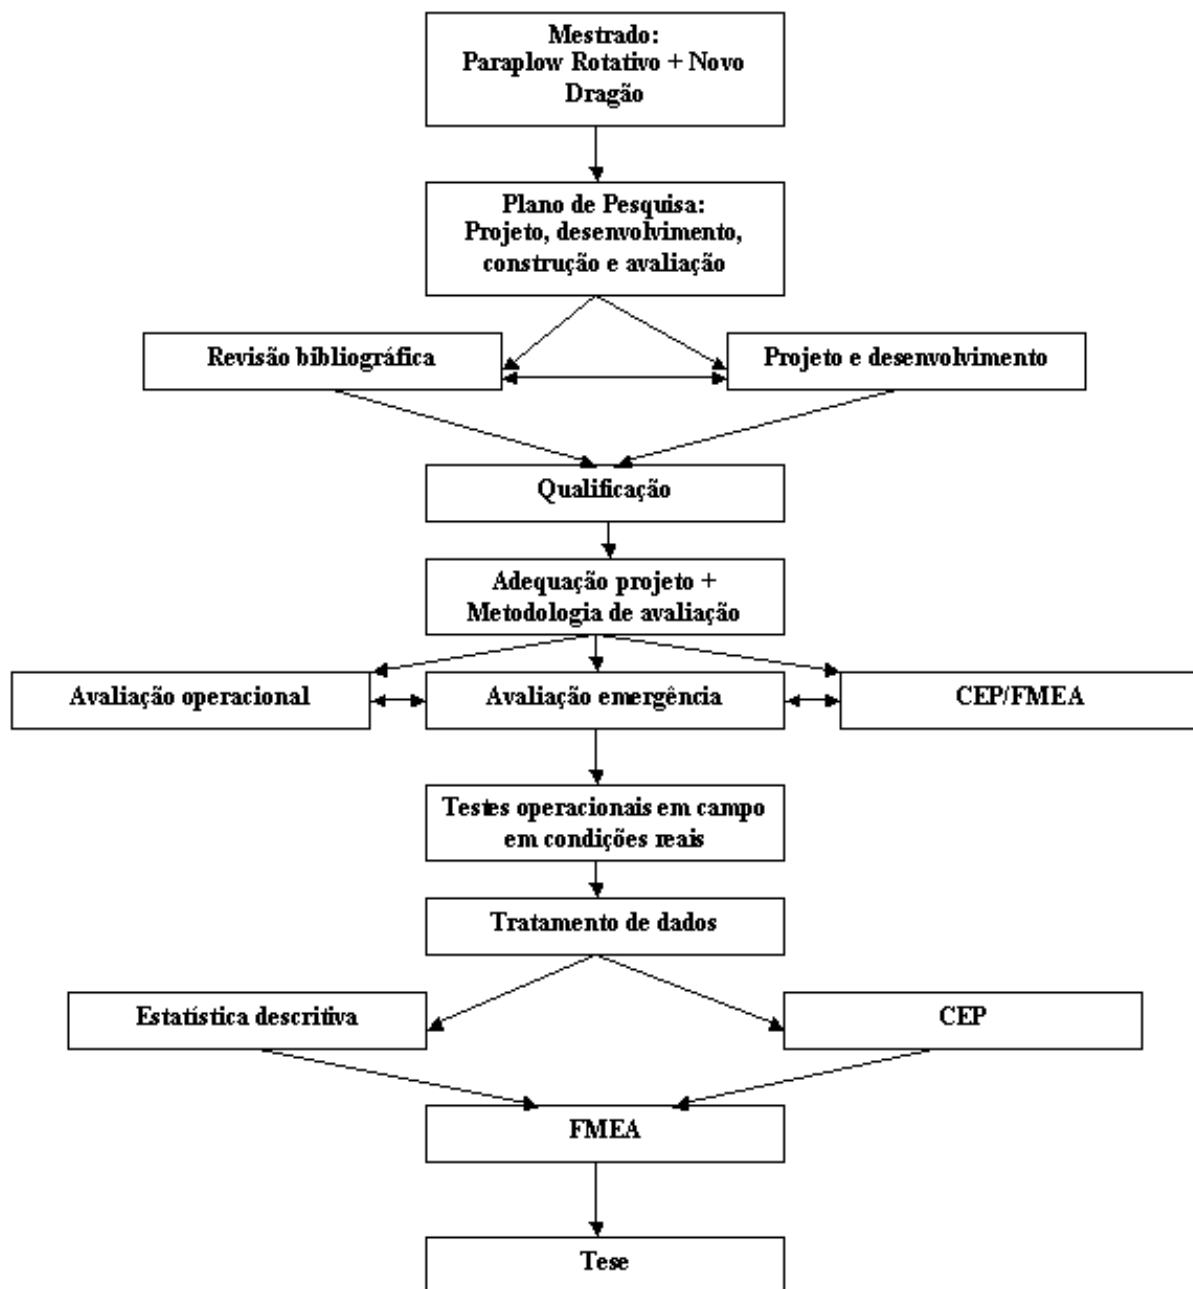 Mestrado:
Paraplow Rotativo + Novo
Dragão
Plano de Pesquisa:
Projeto, desenvolvimento,
construção e avaliação
Revisão bibliográfica
Projeto e desenvolvimento
Qualificação
Adequação projeto +
Metodologia de avaliação
Avaliação operacional
Avaliação emergência
CEP/FMEA
Testes operacionais em campo
em condições reais
Tratamento de dados
Estatística descritiva
CEP
FMEA
Tese